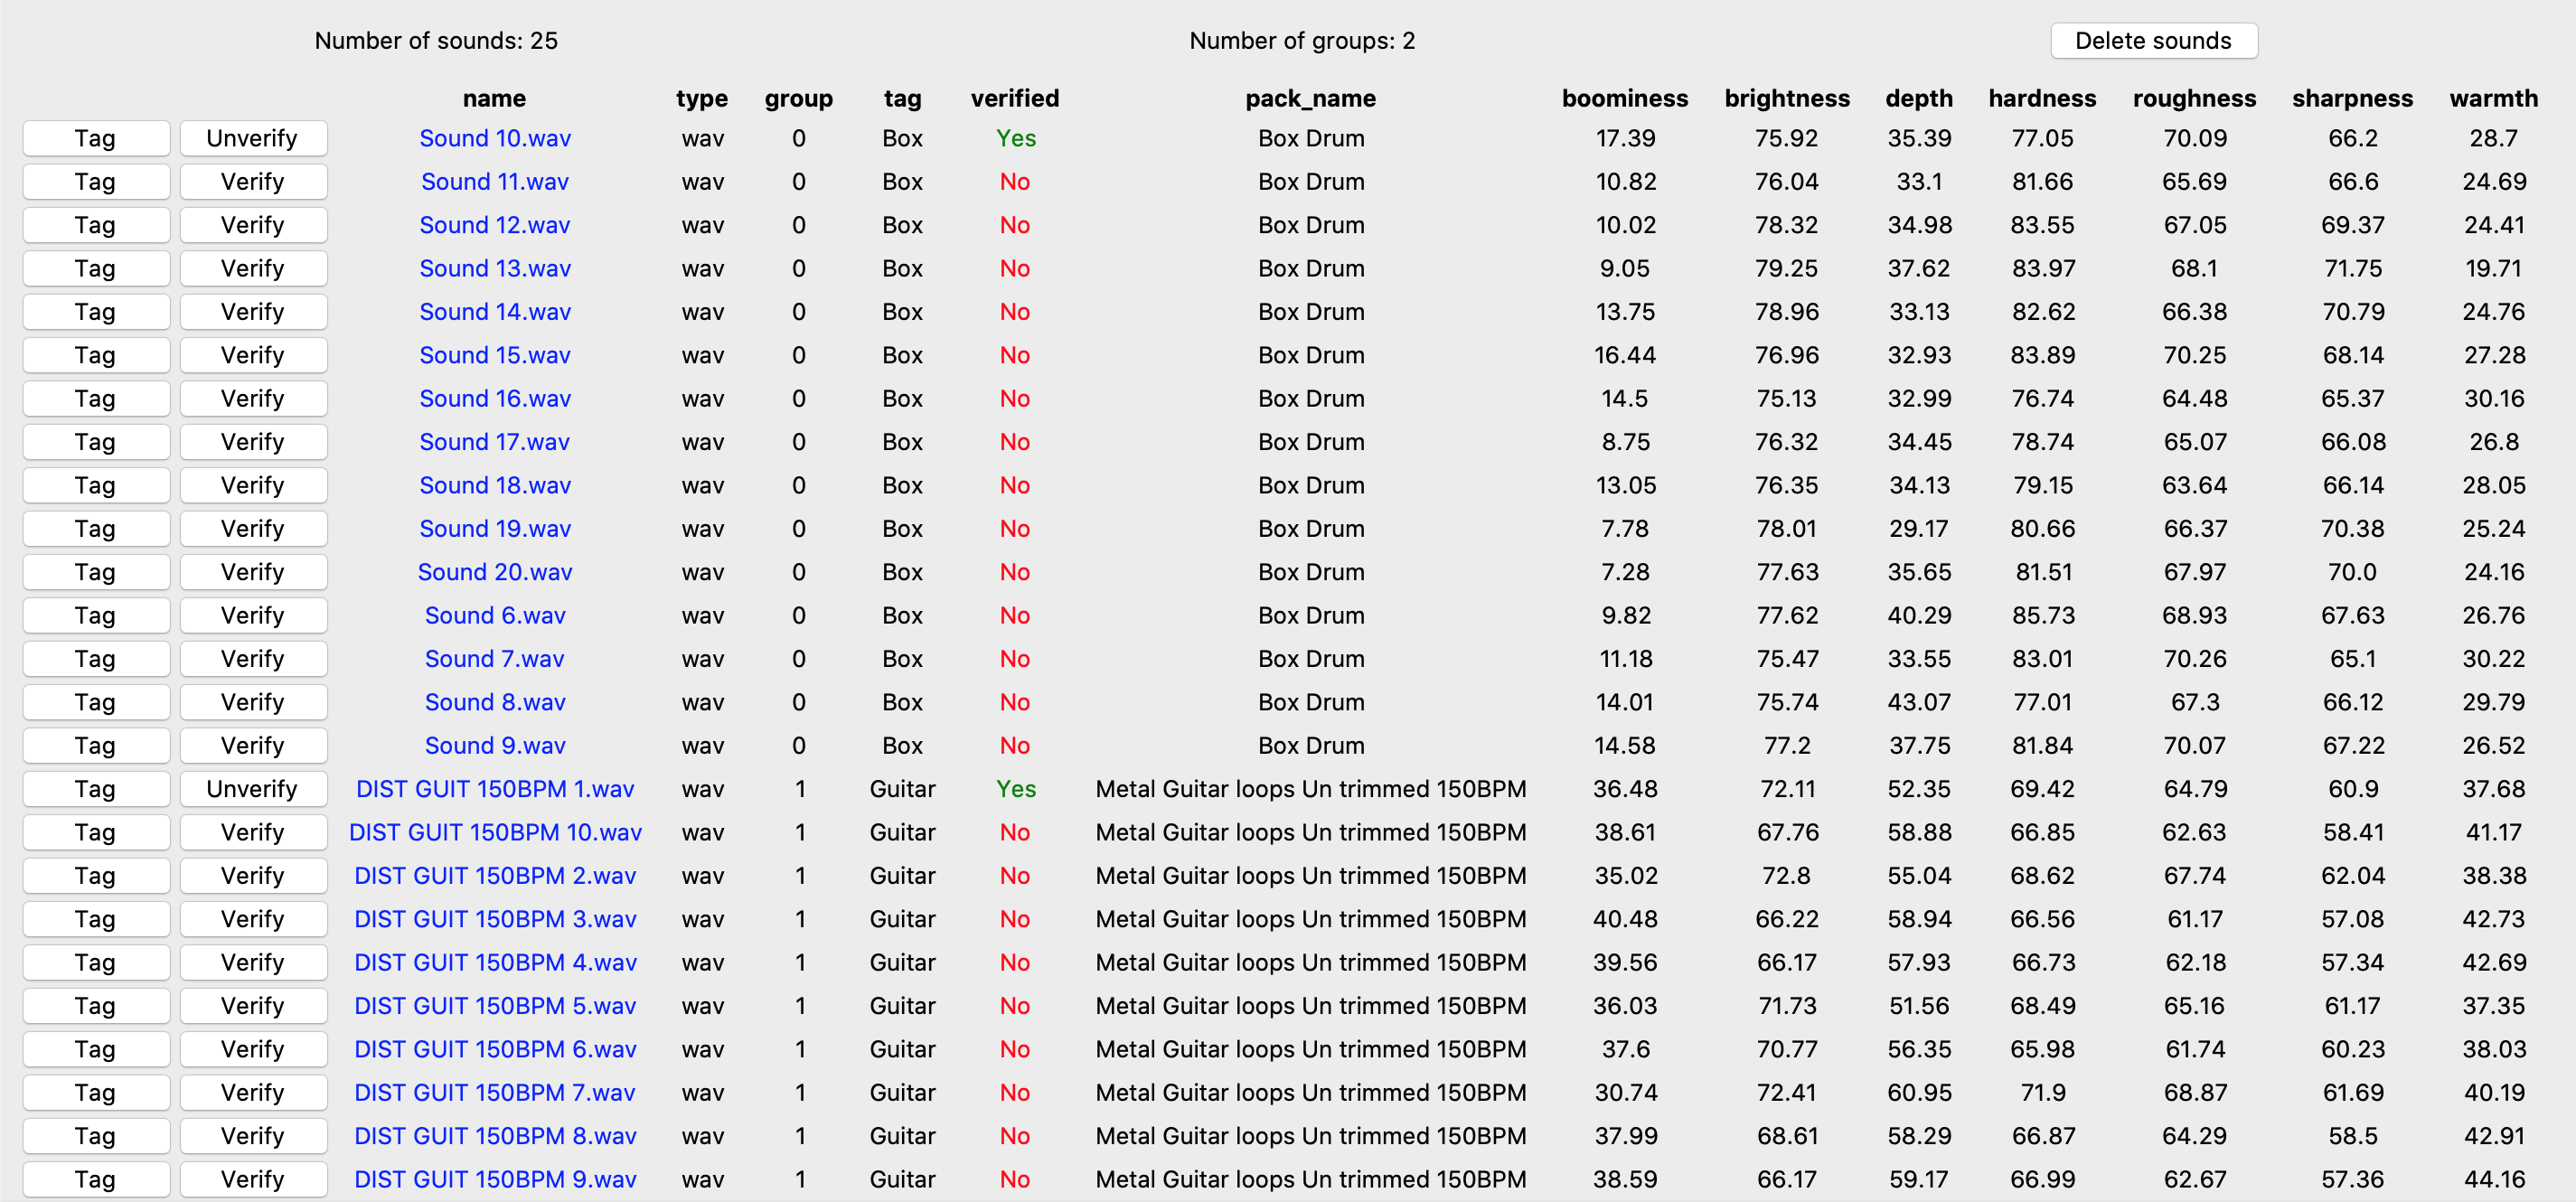 Number of sounds: 25 Number of groups: 2 Delete sounds
name type group tag verified pack_name boominess brightness depth hardness roughness sharpness warmth
Tag Unverify Sound 10.wav wav 0 Box Yes Box Drum 17.39 75.92 35.39 77.05 70.09 66.2 28.7
Tag Verify Sound 11.wav wav 0 Box No Box Drum 10.82 76.04 33.1 81.66 65.69 66.6 24.69
Tag Verify Sound 12.wav wav 0 Box No Box Drum 10.02 78.32 34.98 83.55 67.05 69.37 24.41
Tag Verify Sound 13.wav wav 0 Box No Box Drum 9.05 79.25 37.62 83.97 68.1 71.75 19.71
Tag Verify Sound 14.wav wav 0 Box No Box Drum 13.75 78.96 33.13 82.62 66.38 70.79 24.76
Tag Verify Sound 15.wav wav 0 Box No Box Drum 16.44 76.96 32.93 83.89 70.25 68.14 27.28
Tag Verify Sound 16.wav wav 0 Box No Box Drum 14.5 75.13 32.99 76.74 64.48 65.37 30.16
Tag Verify Sound 17.wav wav 0 Box No Box Drum 8.75 76.32 34.45 78.74 65.07 66.08 26.8
Tag Verify Sound 18.wav wav 0 Box No Box Drum 13.05 76.35 34.13 79.15 63.64 66.14 28.05
Tag Verify Sound 19.wav wav 0 Box No Box Drum 7.78 78.01 29.17 80.66 66.37 70.38 25.24
Tag Verify Sound 20.wav wav 0 Box No Box Drum 7.28 77.63 35.65 81.51 67.97 70.0 24.16
Tag Verify Sound 6.wav wav 0 Box No Box Drum 9.82 77.62 40.29 85.73 68.93 67.63 26.76
Tag Verify Sound 7.wav wav 0 Box No Box Drum 11.18 75.47 33.55 83.01 70.26 65.1 30.22
Tag Verify Sound 8.wav wav 0 Box No Box Drum 14.01 75.74 43.07 77.01 67.3 66.12 29.79
Tag Verify Sound 9.wav wav 0 Box No Box Drum 14.58 77.2 37.75 81.84 70.07 67.22 26.52
Tag Unverify DIST GUIT 150BPM 1.wav wav 1 Guitar Yes Metal Guitar loops Un trimmed 150BPM 36.48 72.11 52.35 69.42 64.79 60.9 37.68
Tag Verify DIST GUIT 150BPM 10.wav wav 1 Guitar No Metal Guitar loops Un trimmed 150BPM 38.61 67.76 58.88 66.85 62.63 58.41 41.17
Tag Verify DIST GUIT 150BPM 2.wav wav 1 Guitar No Metal Guitar loops Un trimmed 150BPM 35.02 72.8 55.04 68.62 67.74 62.04 38.38
Tag Verify DIST GUIT 150BPM 3.wav wav 1 Guitar No Metal Guitar loops Un trimmed 150BPM 40.48 66.22 58.94 66.56 61.17 57.08 42.73
Tag Verify DIST GUIT 150BPM 4.wav wav 1 Guitar No Metal Guitar loops Un trimmed 150BPM 39.56 66.17 57.93 66.73 62.18 57.34 42.69
Tag Verify DIST GUIT 150BPM 5.wav wav 1 Guitar No Metal Guitar loops Un trimmed 150BPM 36.03 71.73 51.56 68.49 65.16 61.17 37.35
Tag Verify DIST GUIT 150BPM 6.wav wav 1 Guitar No Metal Guitar loops Un trimmed 150BPM 37.6 70.77 56.35 65.98 61.74 60.23 38.03
Tag Verify DIST GUIT 150BPM 7.wav wav 1 Guitar No Metal Guitar loops Un trimmed 150BPM 30.74 72.41 60.95 71.9 68.87 61.69 40.19
Tag Verify DIST GUIT 150BPM 8.wav wav 1 Guitar No Metal Guitar loops Un trimmed 150BPM 37.99 68.61 58.29 66.87 64.29 58.5 42.91
Tag Verify DIST GUIT 150BPM 9.wav wav 1 Guitar No Metal Guitar loops Un trimmed 150BPM 38.59 66.17 59.17 66.99 62.67 57.36 44.16